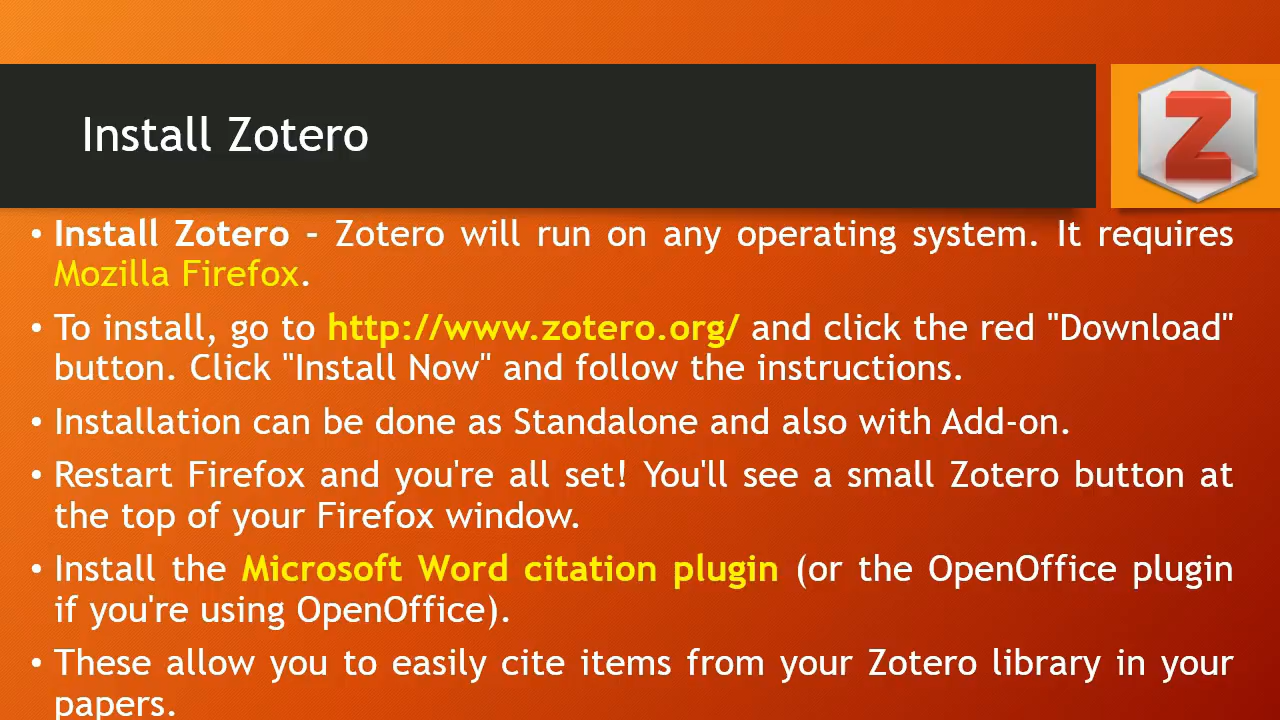 Install Zotero
Z
• Install Zotero - Zotero will run on any operating system. It requires
Mozilla Firefox.
• To install, go to http://www.zotero.org/ and click the red "Download"
button. Click "Install Now" and follow the instructions.
• Installation can be done as Standalone and also with Add-on.
• Restart Firefox and you're all set! You'll see a small Zotero button at
the top of your Firefox window.
• Install the Microsoft Word citation plugin (or the OpenOffice plugin
if you're using OpenOffice).
• These allow you to easily cite items from your Zotero library in your
papers.